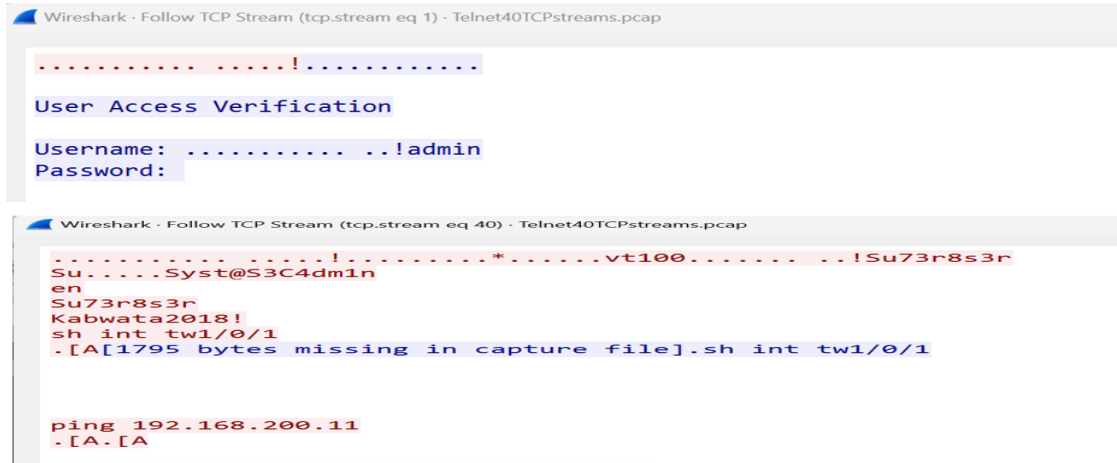 Wireshark · Follow TCP Stream (tcp.stream eq 1) · Telnet40TCPstreams.pcap
........... .....!............
User Access Verification
Username: ........... ..!admin
Password:
Wireshark · Follow TCP Stream (tcp.stream eq 40) · Telnet40TCPstreams.pcap
........... .....!.........*......vt100....... ..!Su73r8s3r
Su.....Syst@S3C4dm1n
en
Su73r8s3r
Kabwata2018!
sh int tw1/0/1
.[A[1795 bytes missing in capture file].sh int tw1/0/1
ping 192.168.200.11
.[A.[A